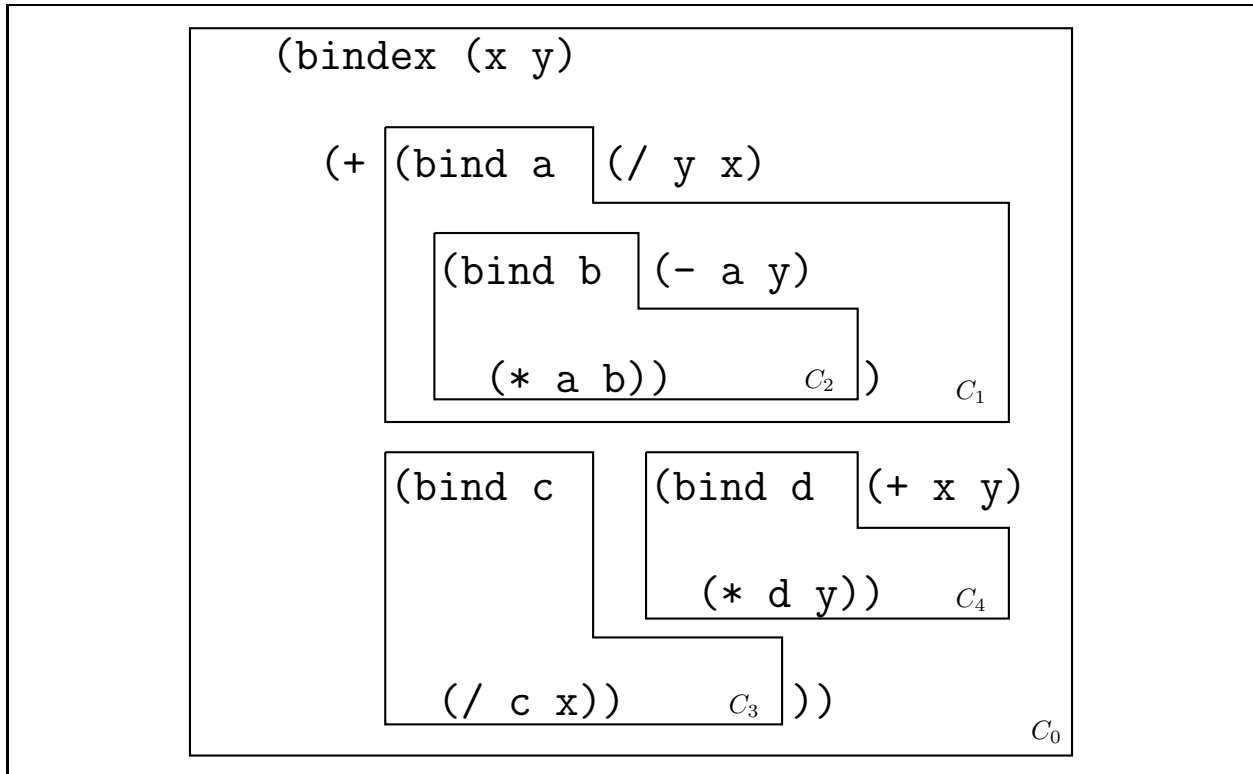 (bindex (x y)
(+ (bind a (/ y x)
(bind b (- a y)
(* a b)) C₂ ) C₁
(bind c (bind d (+ x y)
(* d y)) C₄
(/ c x)) C₃ ))
C₀